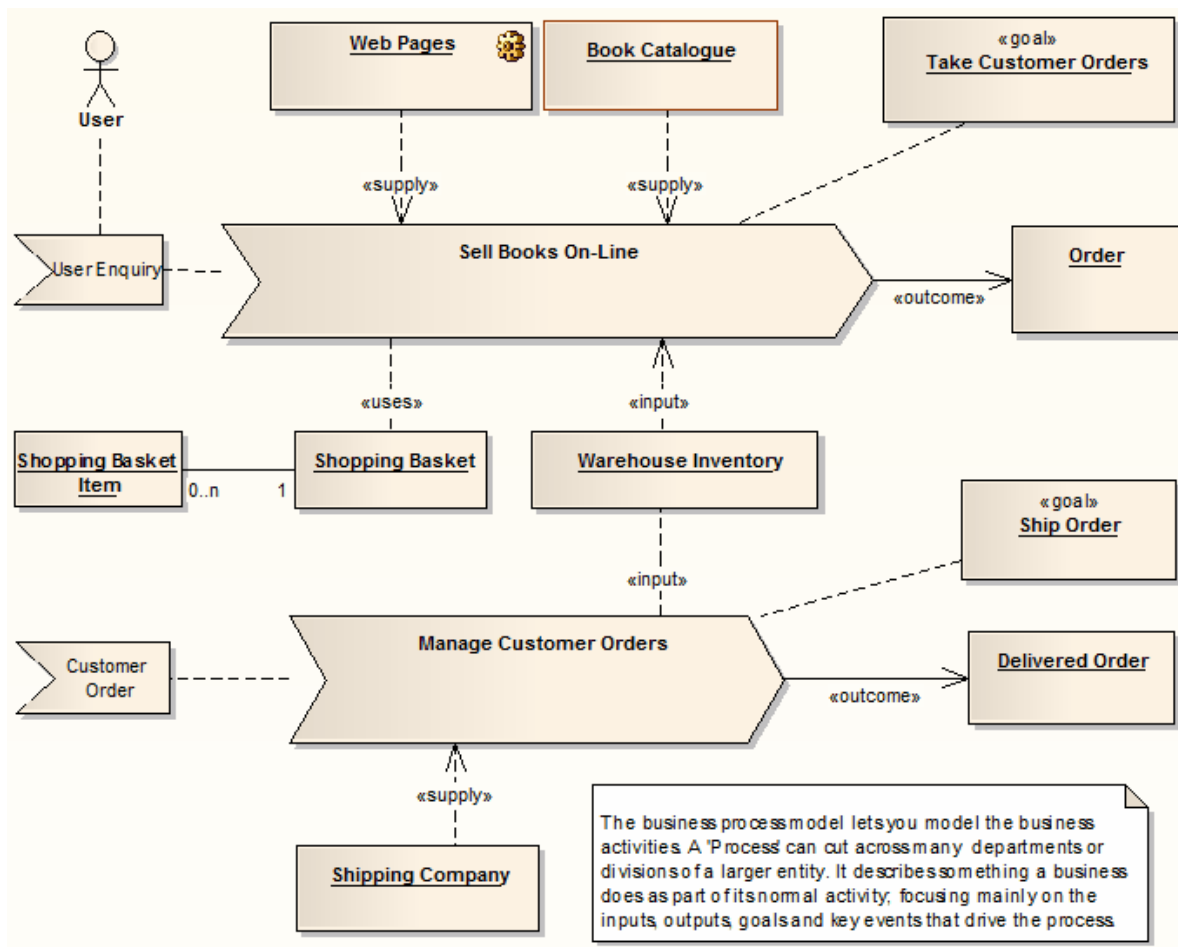 Web Pages
Book Catalogue
«goal»
Take Customer Orders
User
«supply»
«supply»
User Enquiry
Sell Books On-Line
Order
«outcome»
«uses»
«input»
Shopping Basket
Item
0..n
1
Shopping Basket
Warehouse Inventory
«goal»
Ship Order
«input»
Customer
Order
Manage Customer Orders
Delivered Order
«outcome»
«supply»
Shipping Company
The business process model lets you model the business
activities. A 'Process' can cut across many departments or
divisions of a larger entity. It describes something a business
does as part of its normal activity; focusing mainly on the
inputs, outputs, goals and key events that drive the process.